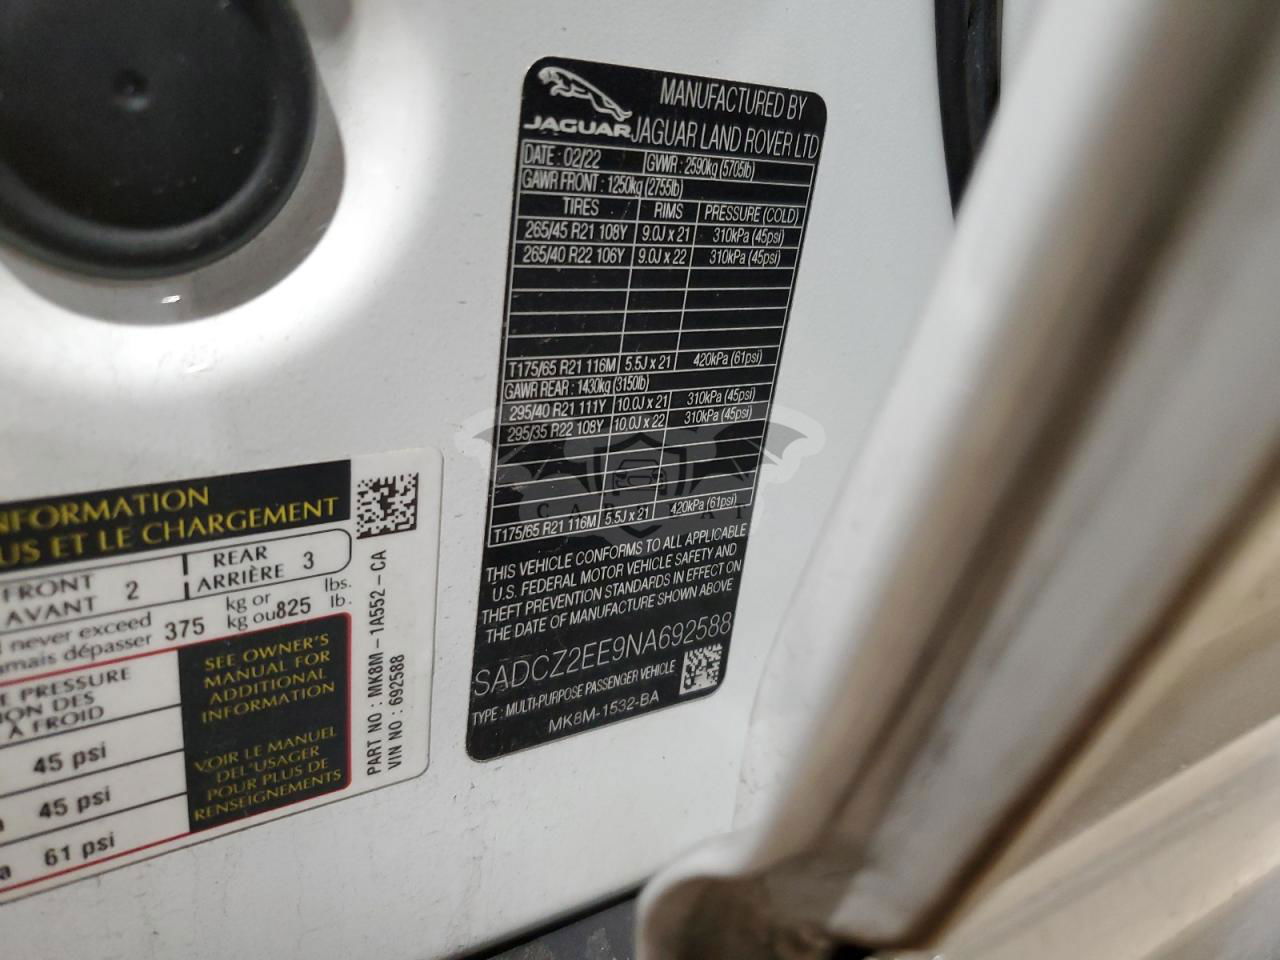 JAGUAR
MANUFACTURED BY
JAGUAR LAND ROVER LTD
DATE : 02/22 GVWR : 2590kg (5705lb)
GAWR FRONT : 1250kg (2755lb)
TIRES RIMS PRESSURE (COLD)
265/45 R21 108Y 9.0J x 21 310kPa (45psi)
265/40 R22 106Y 9.0J x 22 310kPa (45psi)
T175/65 R21 116M 5.5J x 21 420kPa (61psi)
GAWR REAR : 1430kg (3150lb)
295/40 R21 111Y 10.0J x 21 310kPa (45psi)
295/35 R22 108Y 10.0J x 22 310kPa (45psi)
T175/65 R21 116M 5.5J x 21 420kPa (61psi)
THIS VEHICLE CONFORMS TO ALL APPLICABLE
U.S. FEDERAL MOTOR VEHICLE SAFETY AND
THEFT PREVENTION STANDARDS IN EFFECT ON
THE DATE OF MANUFACTURE SHOWN ABOVE
SADCZ2EE9NA692588
TYPE : MULTI-PURPOSE PASSENGER VEHICLE
MK8M-1532-BA
NFORMATION
US ET LE CHARGEMENT
FRONT 2 REAR 3
AVANT ARRIÈRE
never exceed 375 kg or 825 lbs.
amais dépasser kg ou lb.
E PRESSURE
ION DES
À FROID
45 psi
45 psi
a 61 psi
SEE OWNER'S
MANUAL FOR
ADDITIONAL
INFORMATION
VOIR LE MANUEL
DEL'USAGER
POUR PLUS DE
RENSEIGNEMENTS
PART NO : MK8M-1A552-CA
VIN NO : 692588